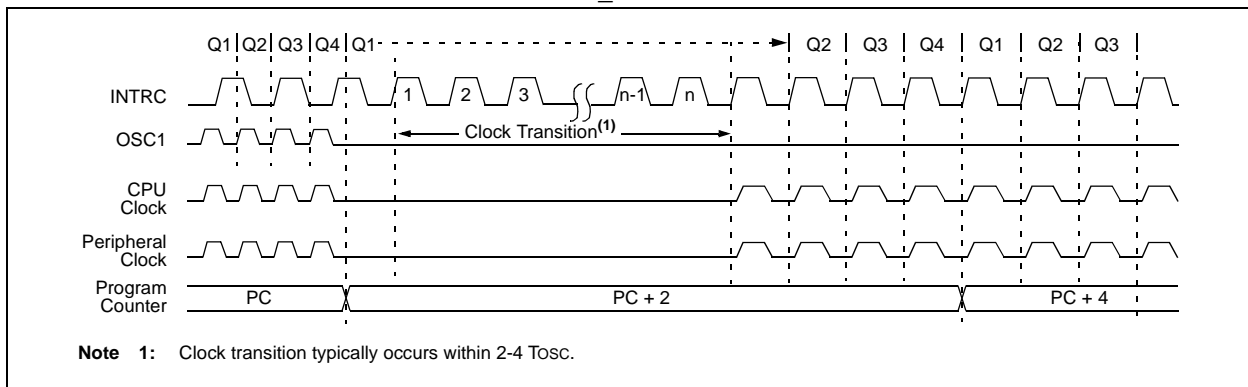 Q1 Q2 Q3 Q4 Q1 Q2 Q3 Q4 Q1 Q2 Q3
INTRC 1 2 3 n-1 n
Clock Transition(1)
OSC1
CPU
Clock
Peripheral
Clock
Program
Counter
PC PC + 2 PC + 4
Note 1: Clock transition typically occurs within 2-4 TOSC.